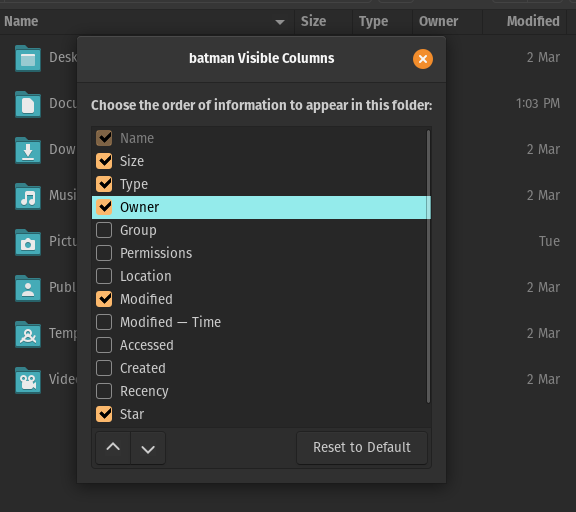 Name Size Type Owner Modified
batman Visible Columns
Desk 2 Mar
Choose the order of information to appear in this folder:
Docu 1:03 PM
Name
Dow 2 Mar
Size
Type
Musi 2 Mar
Owner
Group
Pictu Tue
Permissions
Location
Publ 2 Mar
Modified
Modified — Time
Temp 2 Mar
Accessed
Created
Video 2 Mar
Recency
Star
Reset to Default